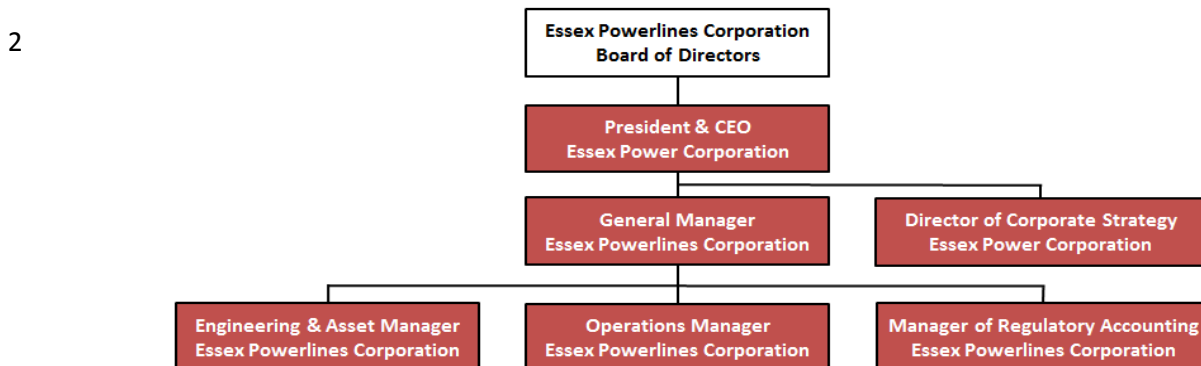 2
Essex Powerlines Corporation
Board of Directors
President & CEO
Essex Power Corporation
General Manager
Essex Powerlines Corporation
Director of Corporate Strategy
Essex Power Corporation
Engineering & Asset Manager
Essex Powerlines Corporation
Operations Manager
Essex Powerlines Corporation
Manager of Regulatory Accounting
Essex Powerlines Corporation